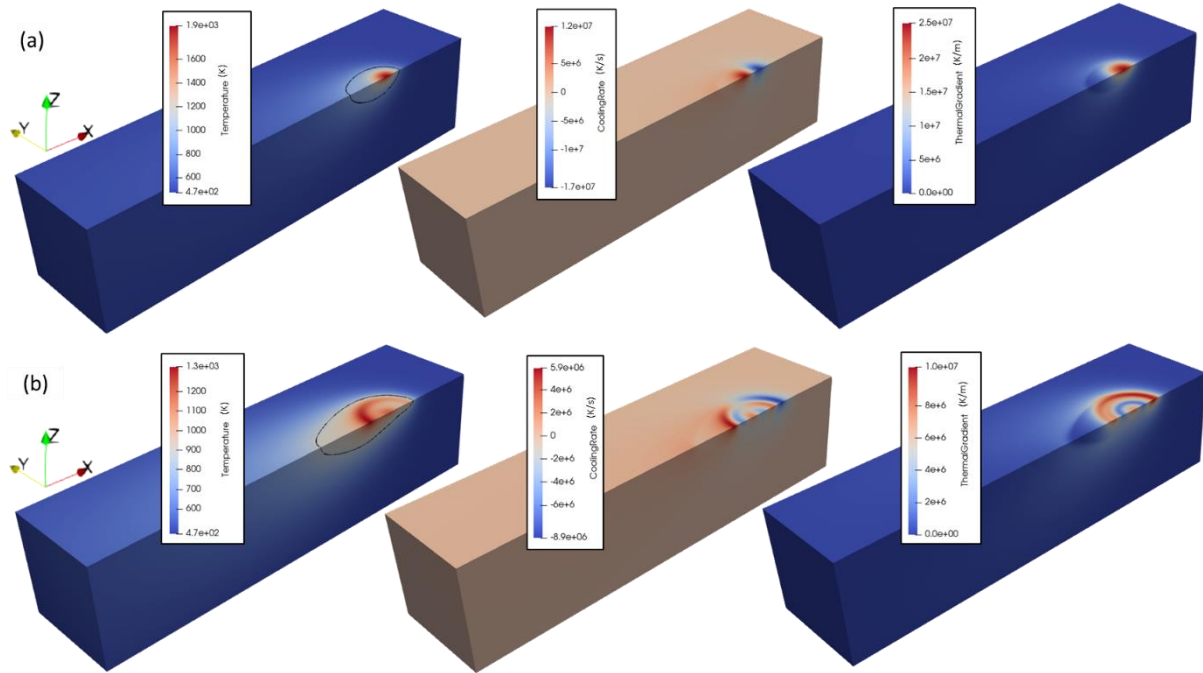 (a)
1.9e+03
1600
1400
1200
1000
800
600
4.7e+02
Temperature (K)
1.2e+07
5e+6
0
-5e+6
-1e+7
-1.7e+07
CoolingRate (K/s)
2.5e+07
2e+7
1.5e+7
1e+7
5e+6
0.0e+00
ThermalGradient (K/m)
Z
Y
X
(b)
1.3e+03
1200
1100
1000
900
800
700
600
4.7e+02
Temperature (K)
5.9e+06
4e+6
2e+6
0
-2e+6
-4e+6
-6e+6
-8.9e+06
CoolingRate (K/s)
1.0e+07
8e+6
6e+6
4e+6
2e+6
0.0e+00
ThermalGradient (K/m)
Z
Y
X